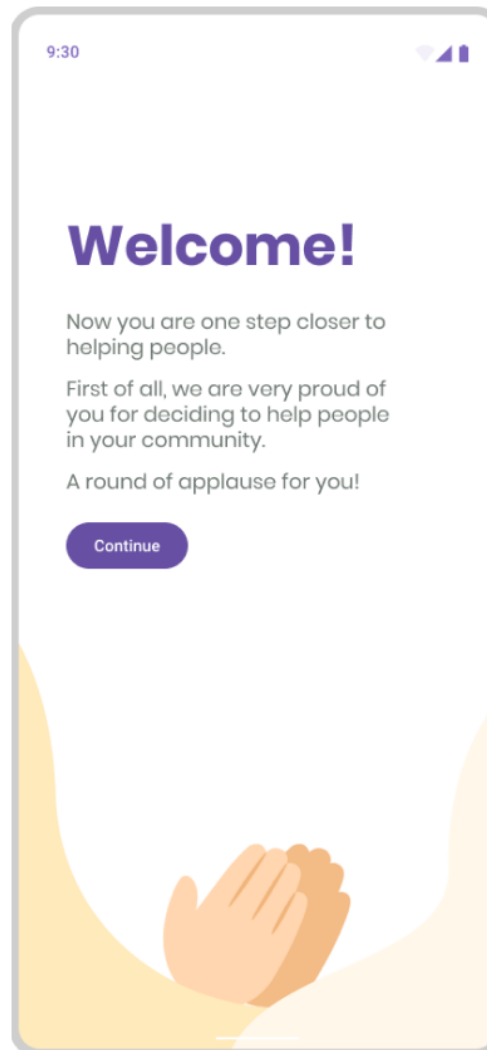 9:30
Welcome!
Now you are one step closer to
helping people.
First of all, we are very proud of
you for deciding to help people
in your community.
A round of applause for you!
Continue